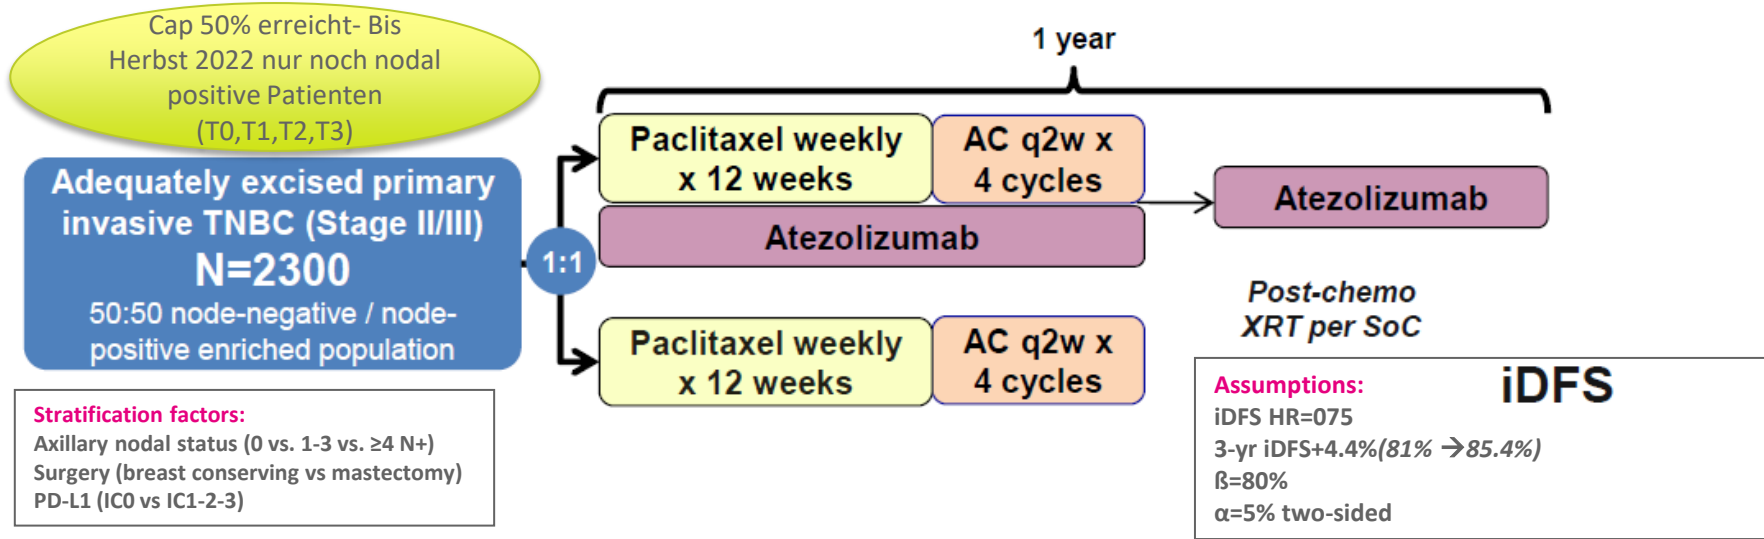 Cap 50% erreicht- Bis
Herbst 2022 nur noch nodal
positive Patienten
(T0,T1,T2,T3)
Adequately excised primary
invasive TNBC (Stage II/III)
N=2300
50:50 node-negative / node-
positive enriched population
Stratification factors:
Axillary nodal status (0 vs. 1-3 vs. ≥4 N+)
Surgery (breast conserving vs mastectomy)
PD-L1 (IC0 vs IC1-2-3)
1:1
1 year
Paclitaxel weekly
x 12 weeks
AC q2w x
4 cycles
Atezolizumab
Atezolizumab
Paclitaxel weekly
x 12 weeks
AC q2w x
4 cycles
Post-chemo
XRT per SoC
iDFS
Assumptions:
iDFS HR=075
3-yr iDFS+4.4%(81% →85.4%)
ß=80%
α=5% two-sided